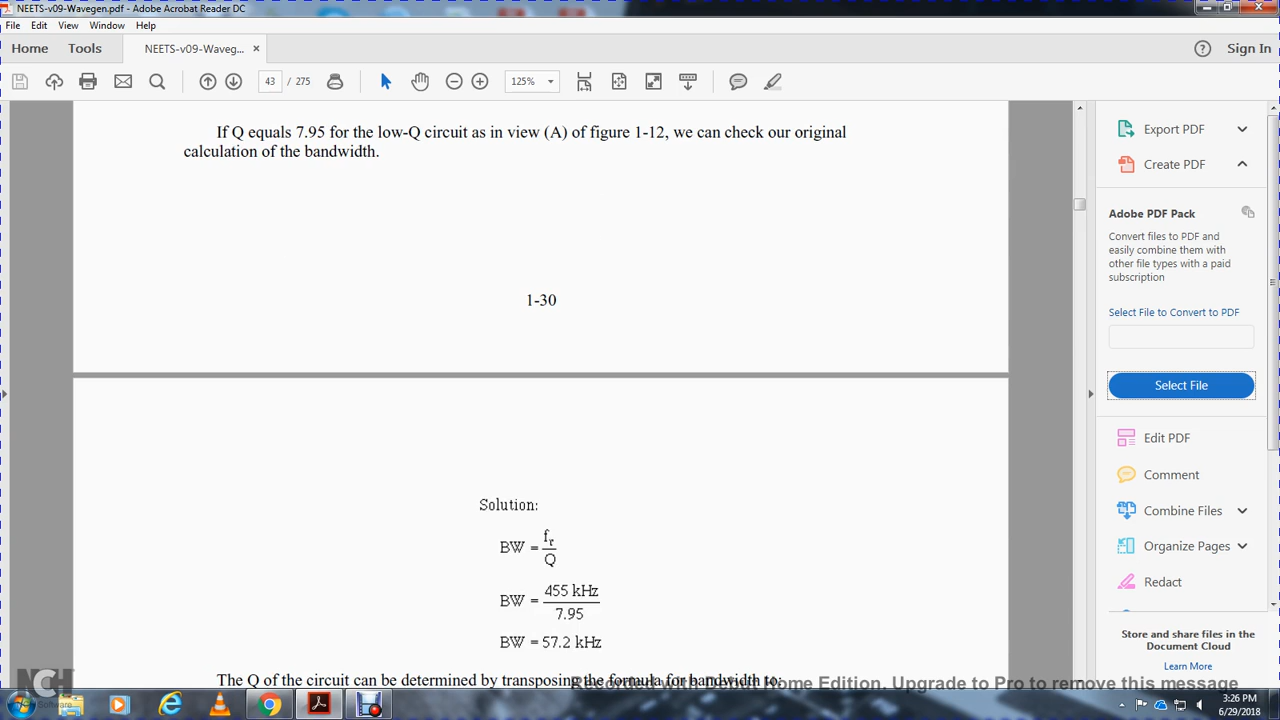 NEETS-v09-Wavegen.pdf - Adobe Acrobat Reader DC
File Edit View Window Help
Home Tools NEETS-v09-Waveg... × Sign In
43 / 275 125%
If Q equals 7.95 for the low-Q circuit as in view (A) of figure 1-12, we can check our original
calculation of the bandwidth.
1-30
Solution:
BW = fr
Q
BW = 455 kHz
7.95
BW = 57.2 kHz
The Q of the circuit can be determined by transposing the formula for bandwidth to:
Export PDF
Create PDF
Adobe PDF Pack
Convert files to PDF and
easily combine them with
other file types with a paid
subscription
Select File to Convert to PDF
Select File
Edit PDF
Comment
Combine Files
Organize Pages
Redact
Store and share files in the
Document Cloud
Learn More
NCH
Software
Home Edition, Upgrade to Pro to remove this message
3:26 PM
6/29/2018